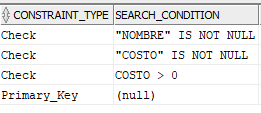 CONSTRAINT_TYPE SEARCH_CONDITION
Check "NOMBRE" IS NOT NULL
Check "COSTO" IS NOT NULL
Check COSTO > 0
Primary_Key (null)